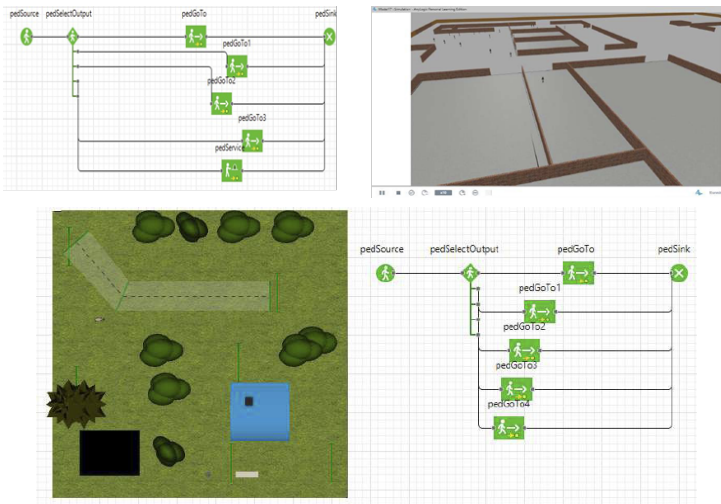 pedSource pedSelectOutput pedGoTo pedSink
pedGoTo1
pedGoTo2
pedGoTo3
pedService
pedSource pedSelectOutput pedGoTo pedSink
pedGoTo1
pedGoTo2
pedGoTo3
pedGoTo4